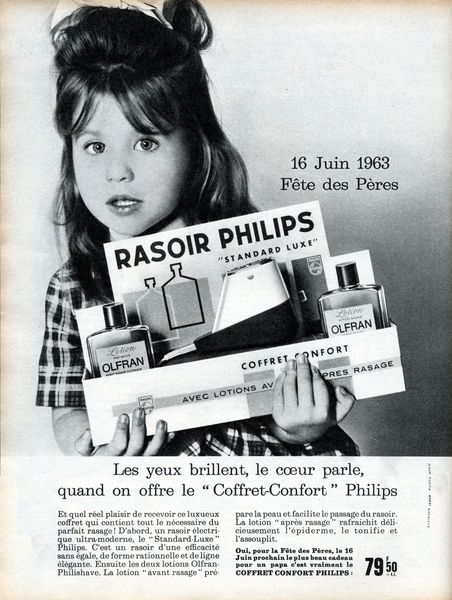 16 Juin 1963
Fête des Pères
RASOIR PHILIPS
"STANDARD LUXE"
PHILIPS
Lotion
OLFRAN
Lotion
AFTER-SHAVE
OLFRAN
COFFRET CONFORT
AVEC LOTIONS AV APRES RASAGE
Les yeux brillent, le cœur parle,
quand on offre le “ Coffret-Confort ” Philips
Et quel réel plaisir de recevoir ce luxueux
coffret qui contient tout le nécessaire du
parfait rasage! D'abord, un rasoir électri-
que ultra-moderne, le “Standard-Luxe”
Philips. C'est un rasoir d'une efficacité
sans égale, de forme rationnelle et de ligne
élégante. Ensuite les deux lotions Olfran-
Philishave. La lotion “avant rasage” pré-
pare la peau et facilite le passage du rasoir.
La lotion “après rasage” rafraichit déli-
cieusement l'épiderme, le tonifie et
l'assouplit.
Oui, pour la Fête des Pères, le 16
Juin prochain le plus beau cadeau
pour un papa c'est vraiment le
COFFRET CONFORT PHILIPS :
79 F 50
+ t.l.